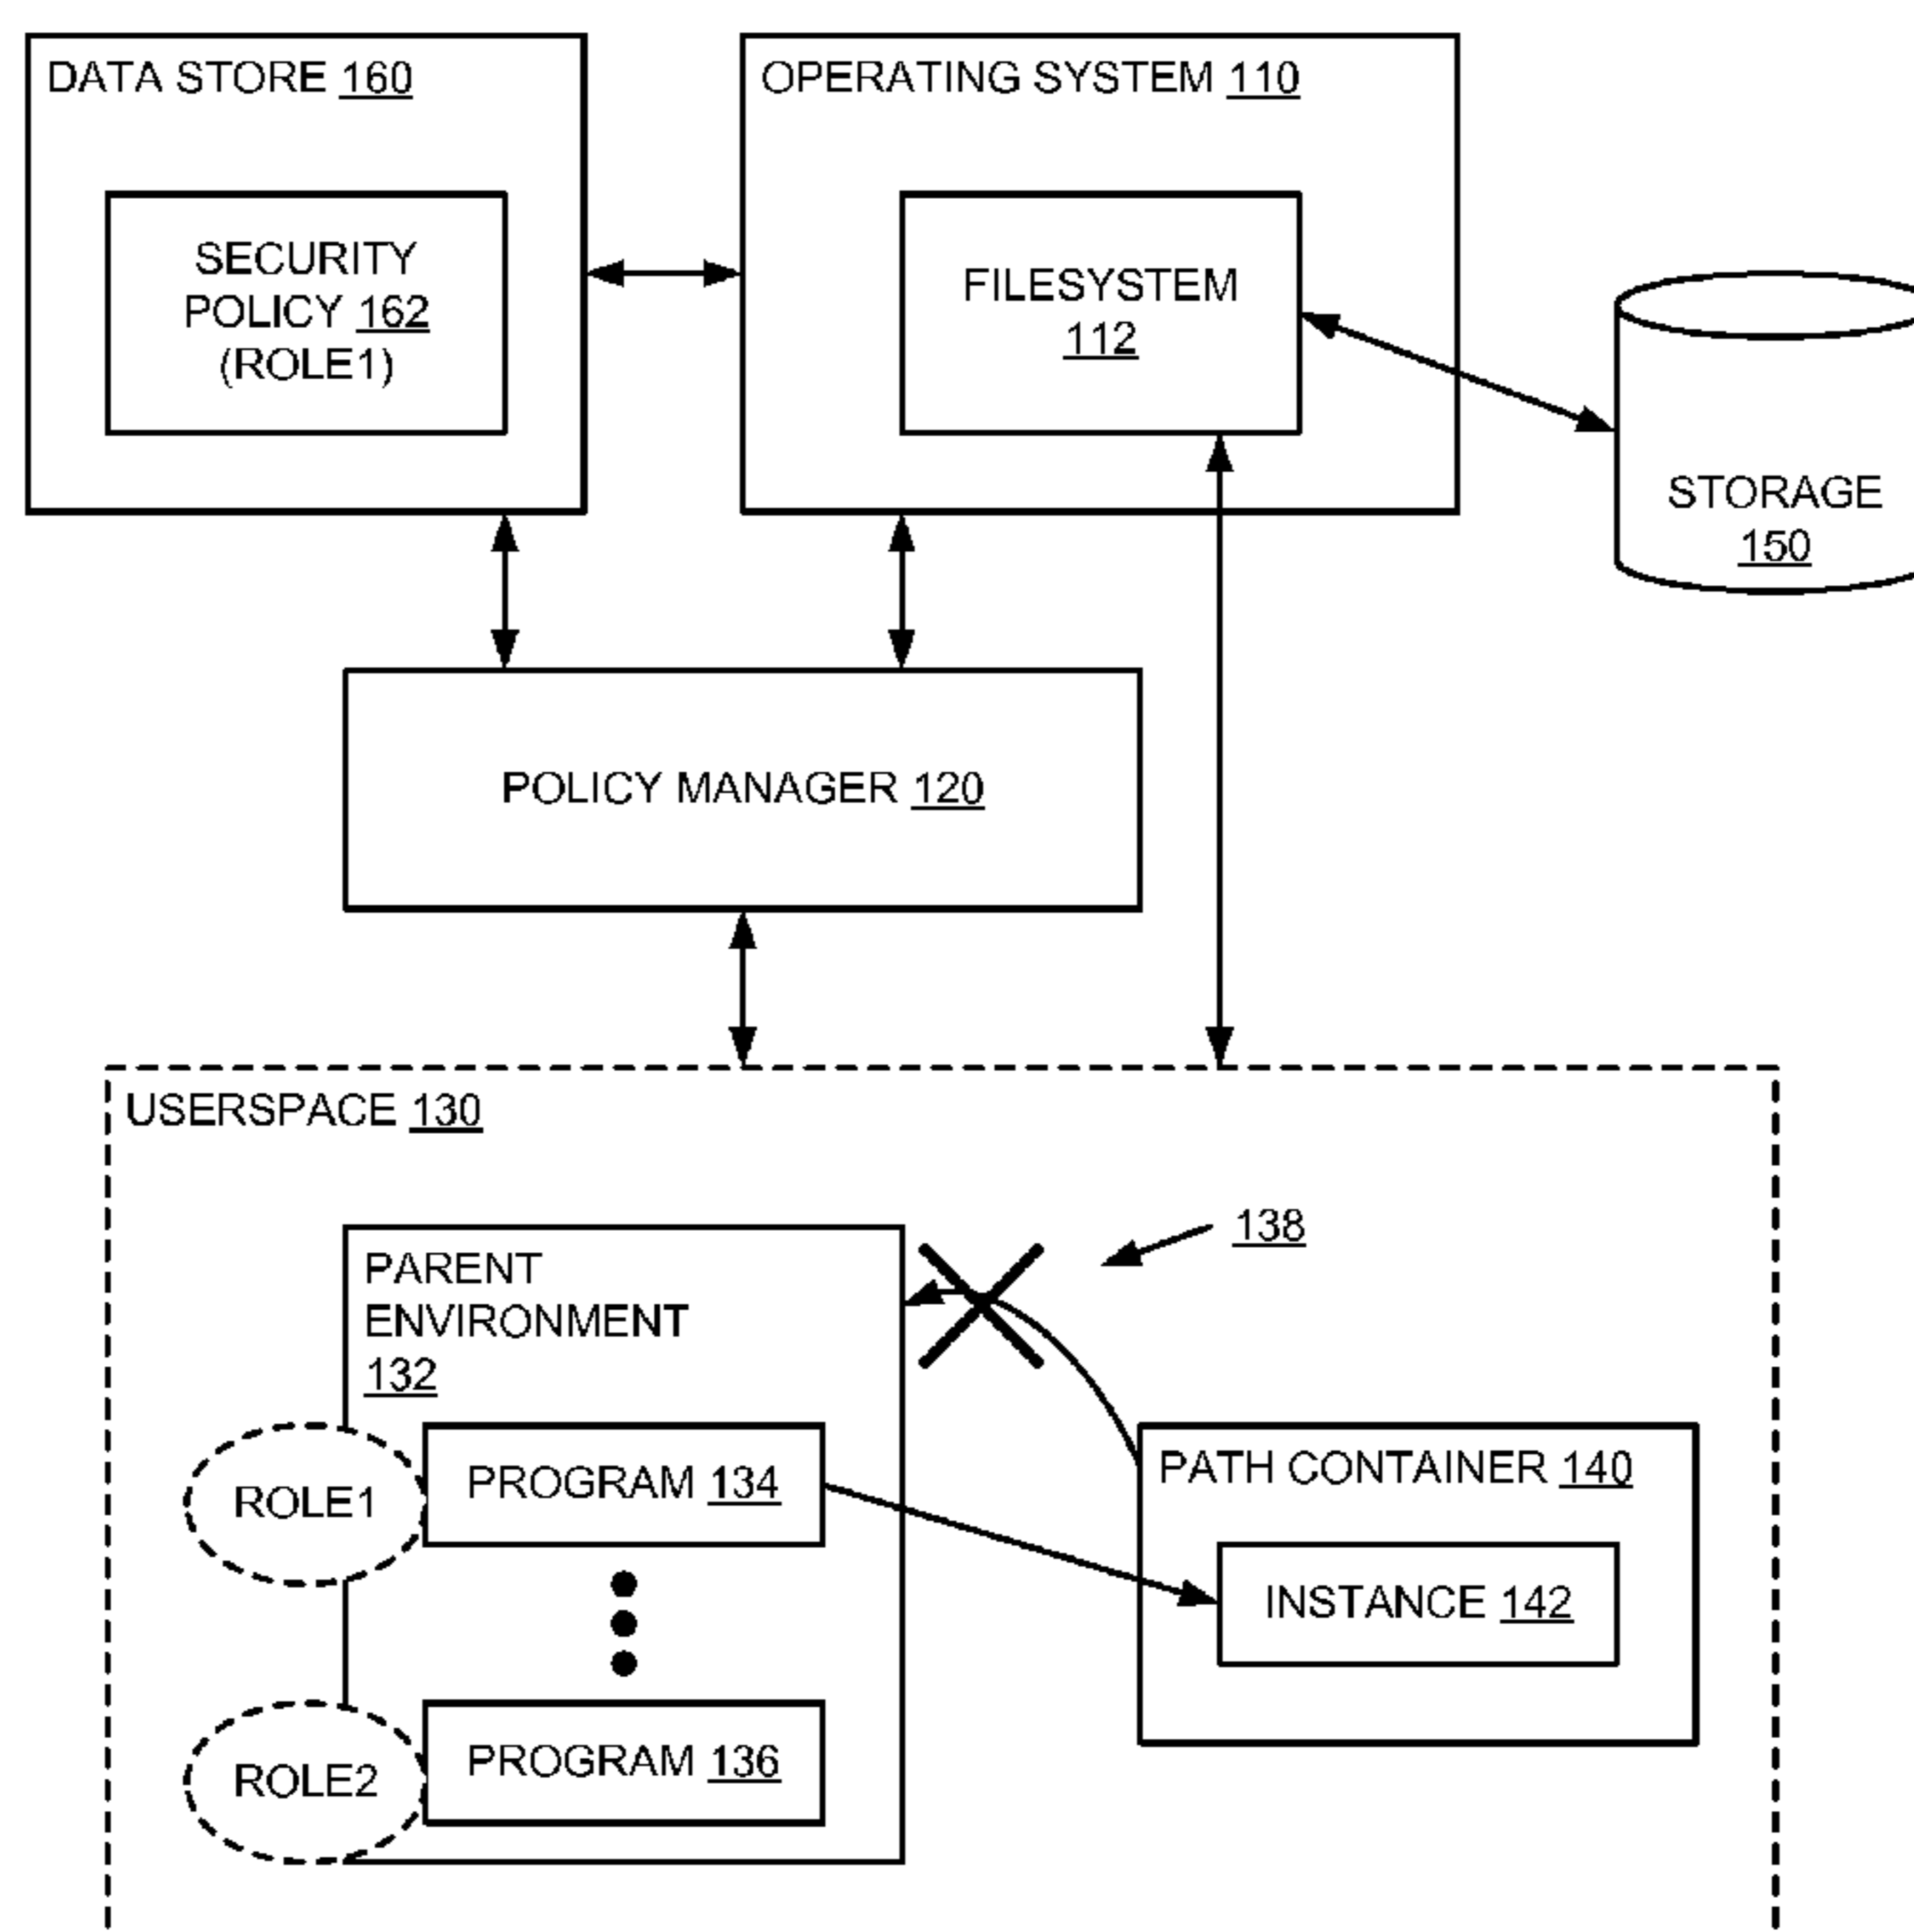 DATA STORE 160
SECURITY
POLICY 162
(ROLE1)
OPERATING SYSTEM 110
FILESYSTEM
112
STORAGE
150
POLICY MANAGER 120
USERSPACE 130
138
PARENT
ENVIRONMENT
132
ROLE1
PROGRAM 134
PATH CONTAINER 140
INSTANCE 142
ROLE2
PROGRAM 136